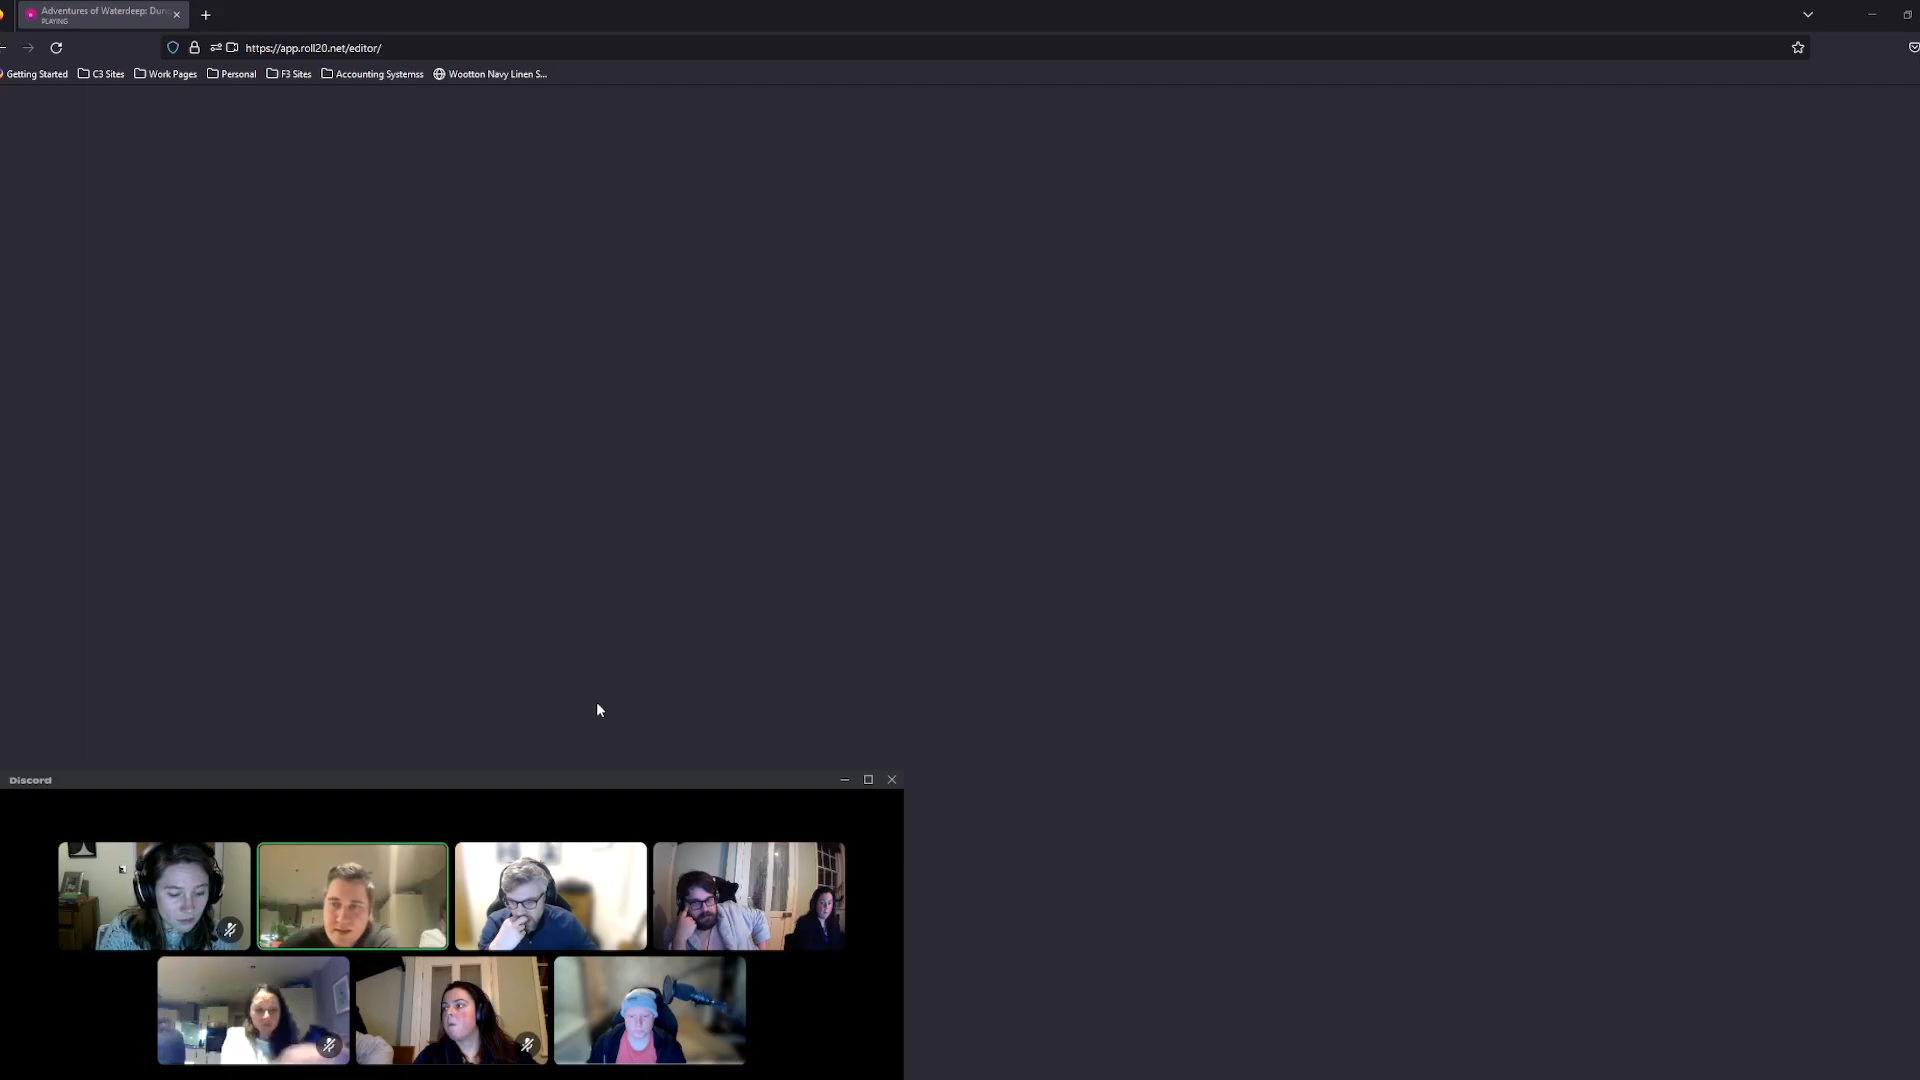 Adventures of Waterdeep: Dun
PLAYING
https://app.roll20.net/editor/
Getting Started C3 Sites Work Pages Personal F3 Sites Accounting Systemss Wootton Navy Linen S...
Discord